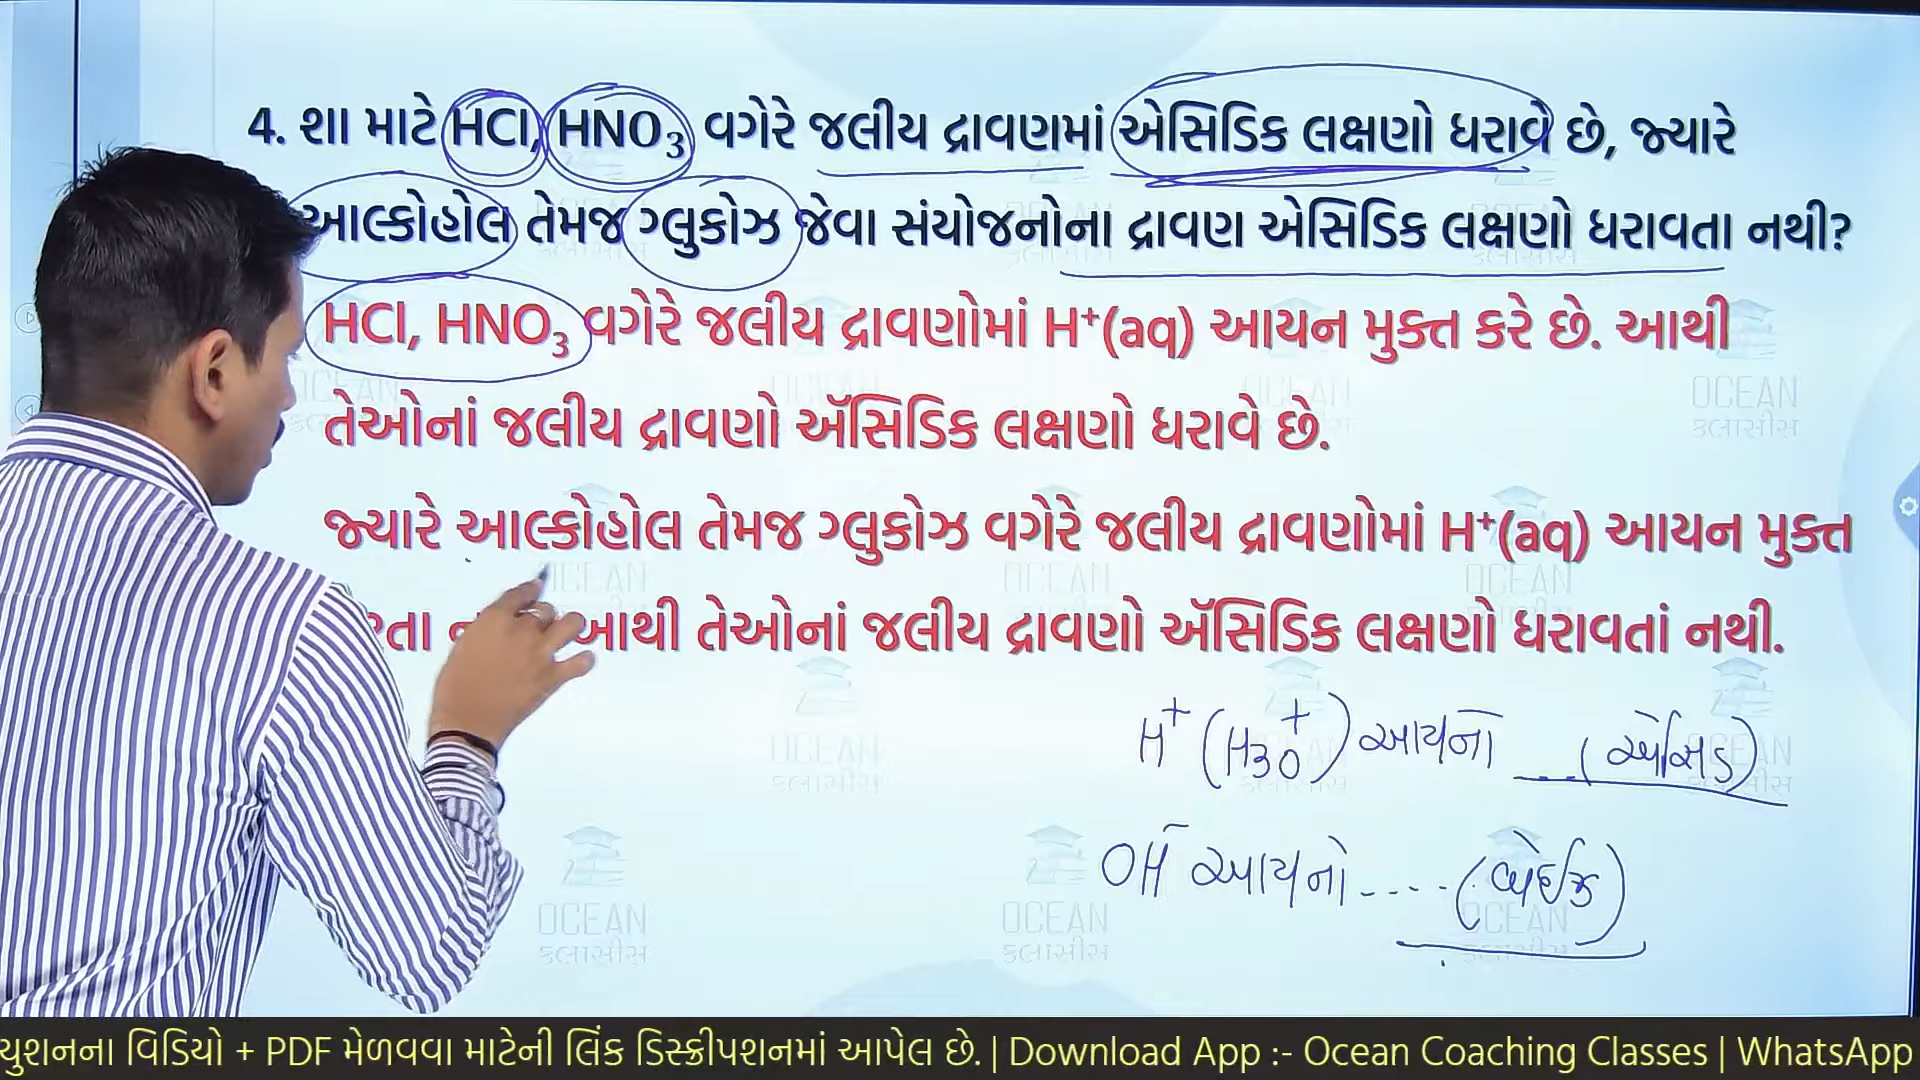 4. શા માટે HCl, HNO₃ વગેરે જલીય દ્રાવણમાં એસિડિક લક્ષણો ધરાવે છે, જ્યારે
આલ્કોહોલ તેમજ ગ્લુકોઝ જેવા સંયોજનોના દ્રાવણ એસિડિક લક્ષણો ધરાવતા નથી?
HCl, HNO₃ વગેરે જલીય દ્રાવણોમાં H⁺(aq) આયન મુક્ત કરે છે. આથી
તેઓનાં જલીય દ્રાવણો ઍસિડિક લક્ષણો ધરાવે છે.
જ્યારે આલ્કોહોલ તેમજ ગ્લુકોઝ વગેરે જલીય દ્રાવણોમાં H⁺(aq) આયન મુક્ત
આથી તેઓનાં જલીય દ્રાવણો ઍસિડિક લક્ષણો ધરાવતાં નથી.
H⁺ (H₃O⁺) આયનો ... (એસિડ)
OH⁻ આયનો .... (બેઈઝ)
OCEAN
કલાસીસ
યુશનના વિડિયો + PDF મેળવવા માટેની લિંક ડિસ્ક્રીપશનમાં આપેલ છે. | Download App :- Ocean Coaching Classes | WhatsApp